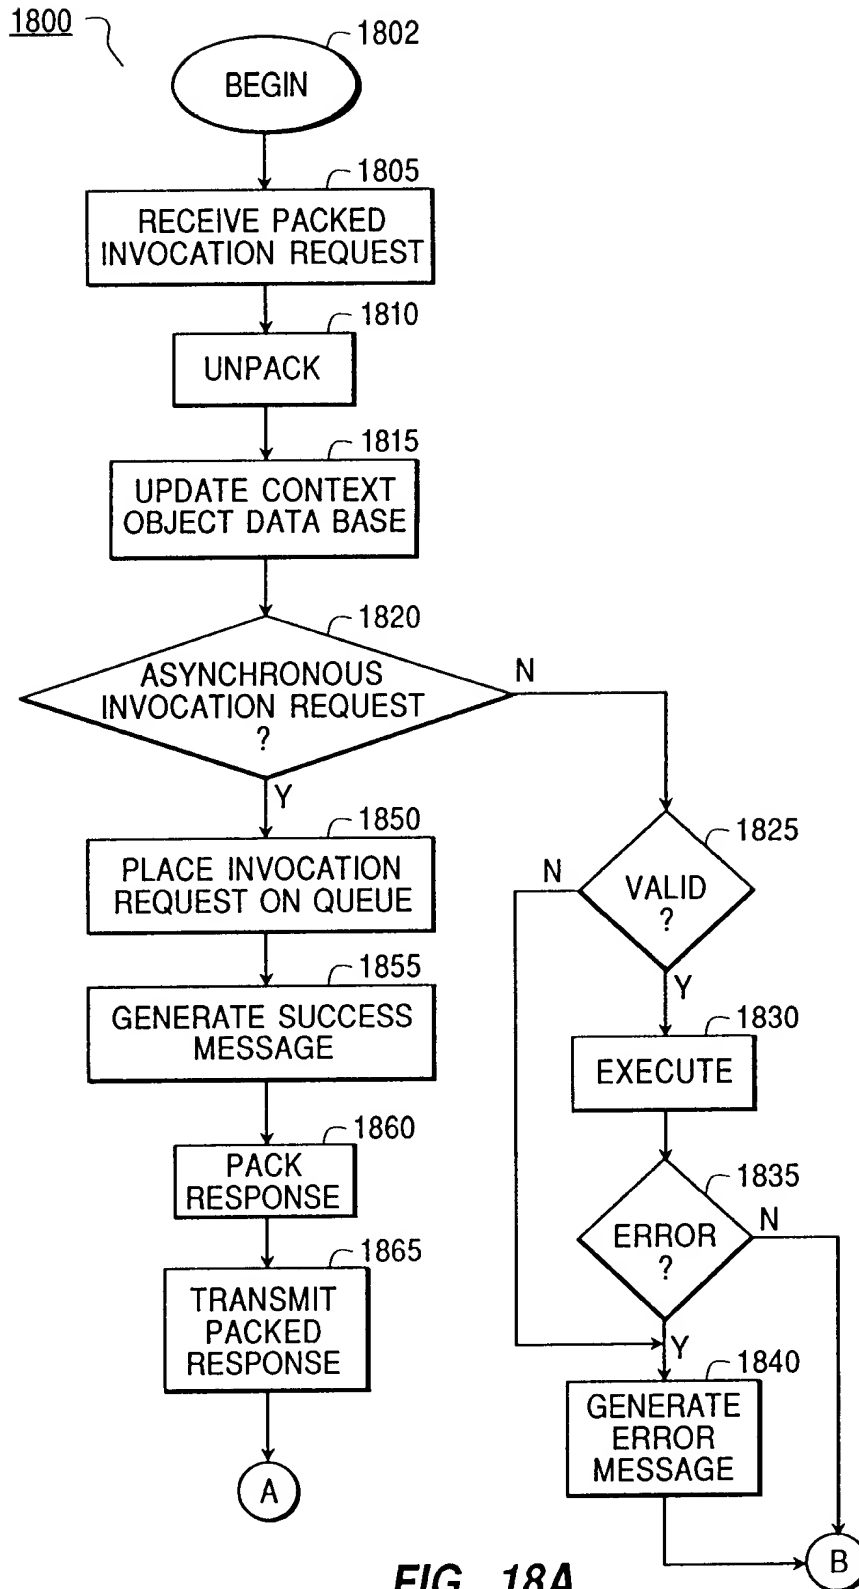 1800
1802
BEGIN
1805
RECEIVE PACKED
INVOCATION REQUEST
1810
UNPACK
1815
UPDATE CONTEXT
OBJECT DATA BASE
1820
ASYNCHRONOUS
INVOCATION REQUEST
?
N
Y
1850
PLACE INVOCATION
REQUEST ON QUEUE
1855
GENERATE SUCCESS
MESSAGE
1860
PACK
RESPONSE
1865
TRANSMIT
PACKED
RESPONSE
A
1825
VALID
?
N
Y
1830
EXECUTE
1835
ERROR
?
N
Y
1840
GENERATE
ERROR
MESSAGE
B
FIG. 18A